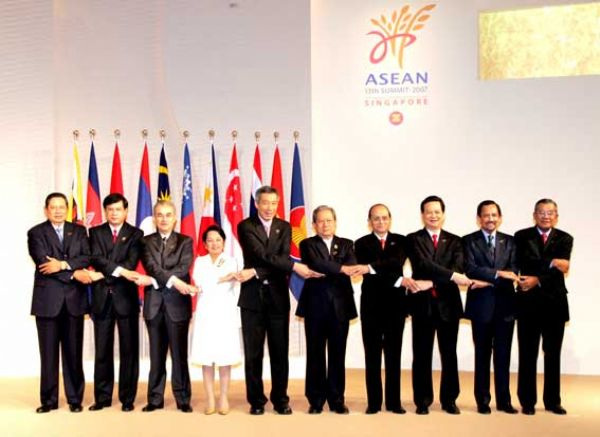 ASEAN
13th SUMMIT · 2007
SINGAPORE